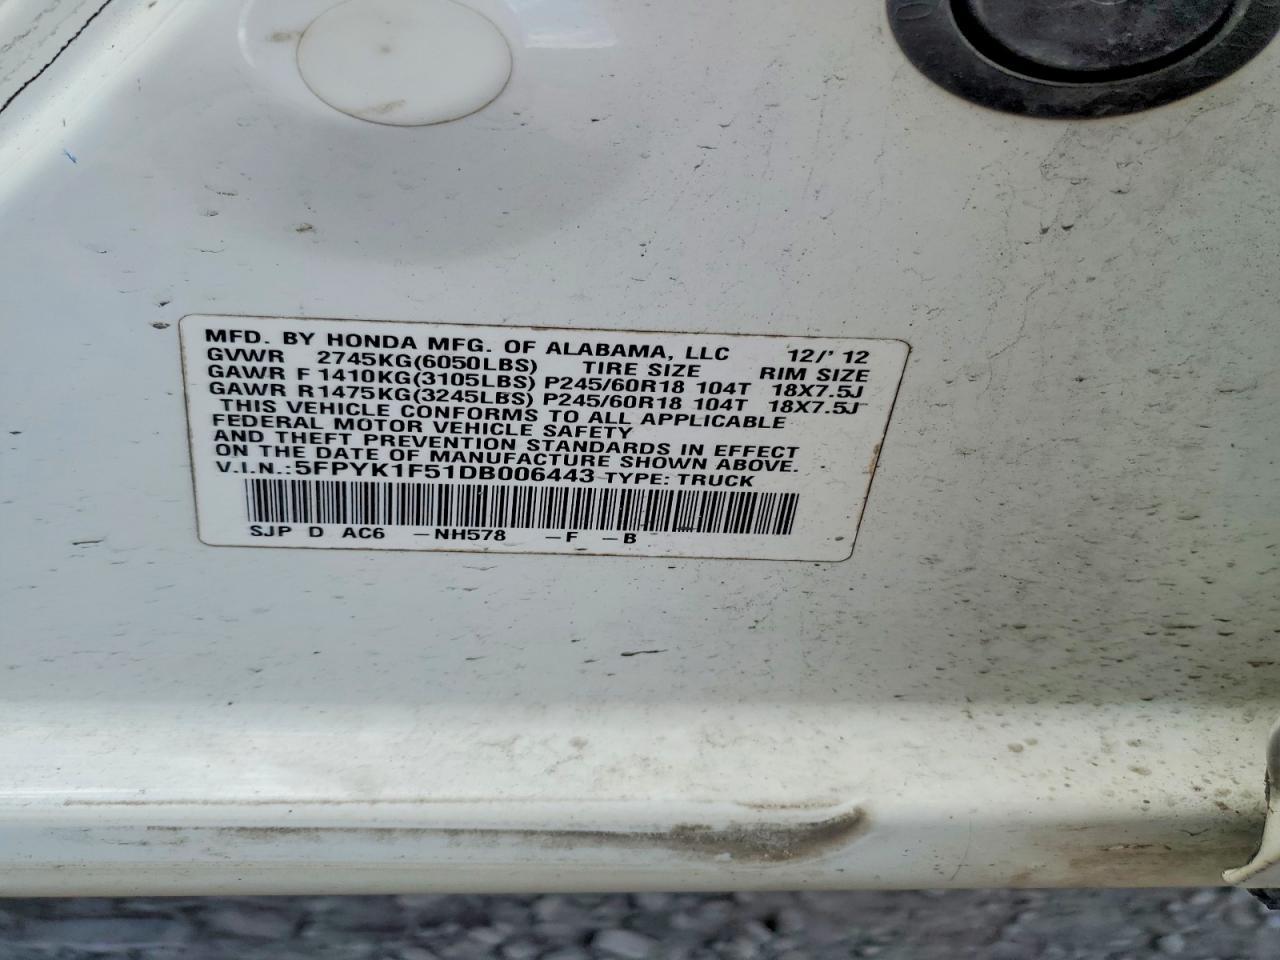 MFD. BY HONDA MFG. OF ALABAMA, LLC 12/' 12
GVWR 2745KG(6050LBS) TIRE SIZE RIM SIZE
GAWR F 1410KG(3105LBS) P245/60R18 104T 18X7.5J
GAWR R1475KG(3245LBS) P245/60R18 104T 18X7.5J
THIS VEHICLE CONFORMS TO ALL APPLICABLE
FEDERAL MOTOR VEHICLE SAFETY
AND THEFT PREVENTION STANDARDS IN EFFECT
ON THE DATE OF MANUFACTURE SHOWN ABOVE.
V.I.N.:5FPYK1F51DB006443 TYPE: TRUCK
SJP D AC6 -NH578 -F -B